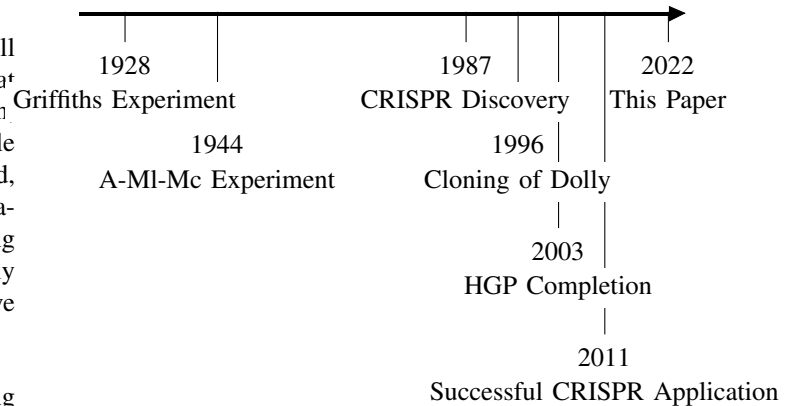 1928
Griffiths Experiment
1944
A-Ml-Mc Experiment
1987
CRISPR Discovery
1996
Cloning of Dolly
2003
HGP Completion
2011
Successful CRISPR Application
2022
This Paper